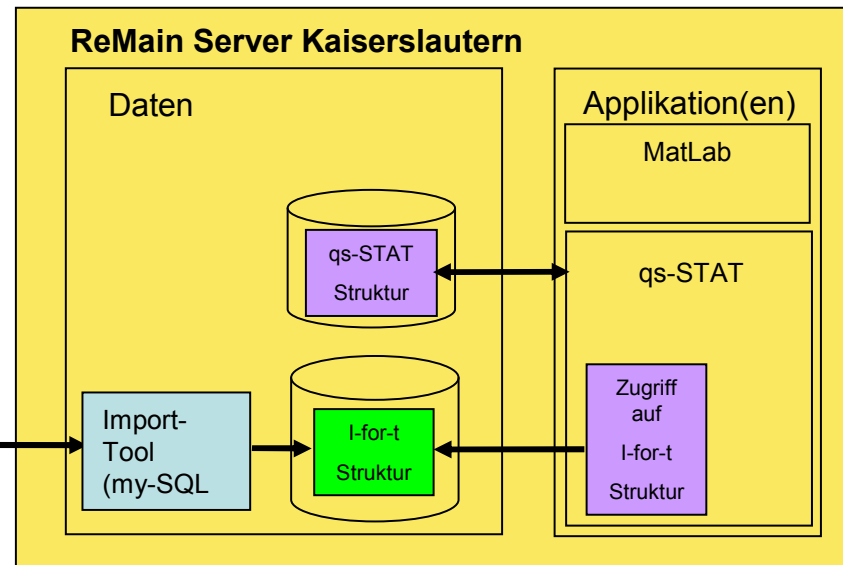 ReMain Server Kaiserslautern
Daten
qs-STAT
Struktur
Import-
Tool
(my-SQL
I-for-t
Struktur
Applikation(en)
MatLab
qs-STAT
Zugriff
auf
I-for-t
Struktur